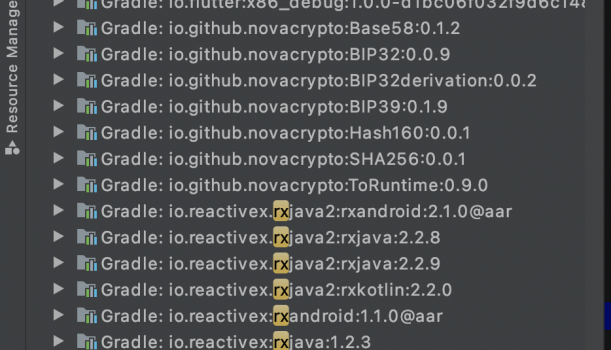 Resource Manage
Gradle: io.flutter:x86_debug:1.0.0-d1bc06f032f9d6c148
Gradle: io.github.novacrypto:Base58:0.1.2
Gradle: io.github.novacrypto:BIP32:0.0.9
Gradle: io.github.novacrypto:BIP32derivation:0.0.2
Gradle: io.github.novacrypto:BIP39:0.1.9
Gradle: io.github.novacrypto:Hash160:0.0.1
Gradle: io.github.novacrypto:SHA256:0.0.1
Gradle: io.github.novacrypto:ToRuntime:0.9.0
Gradle: io.reactivex.rxjava2:rxandroid:2.1.0@aar
Gradle: io.reactivex.rxjava2:rxjava:2.2.8
Gradle: io.reactivex.rxjava2:rxjava:2.2.9
Gradle: io.reactivex.rxjava2:rxkotlin:2.2.0
Gradle: io.reactivex:rxandroid:1.1.0@aar
Gradle: io.reactivex:rxjava:1.2.3